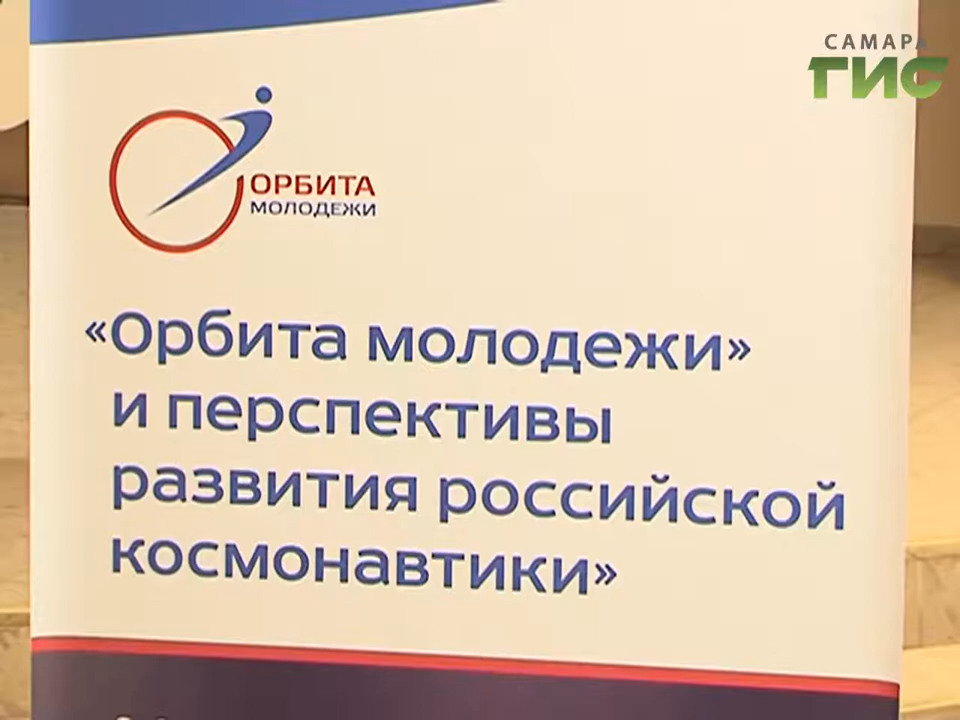 САМАРА
ГИС
ОРБИТА
МОЛОДЕЖИ
«Орбита молодежи»
и перспективы
развития российской
космонавтики»